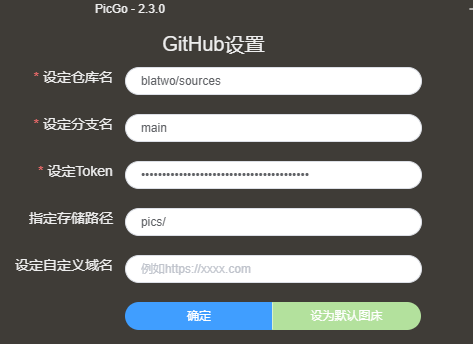 PicGo - 2.3.0
GitHub设置
* 设定仓库名 blatwo/sources
* 设定分支名 main
* 设定Token ••••••••••••••••••••••••••••••••••••••••
指定存储路径 pics/
设定自定义域名 例如https://xxxx.com
确定 设为默认图床